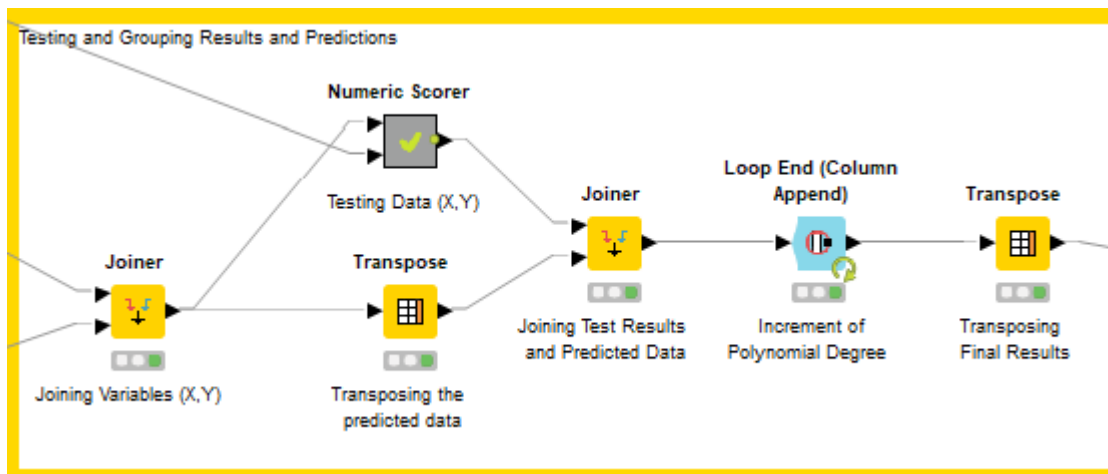 Testing and Grouping Results and Predictions
Numeric Scorer
Testing Data (X,Y)
Joiner
Joining Variables (X,Y)
Transpose
Transposing the
predicted data
Joiner
Joining Test Results
and Predicted Data
Loop End (Column
Append)
Increment of
Polynomial Degree
Transpose
Transposing
Final Results